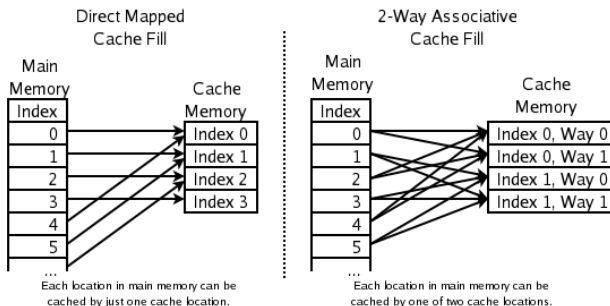 Direct Mapped
Cache Fill
Main
Memory
Cache
Memory
Index
0
1
2
3
4
5
...
Index 0
Index 1
Index 2
Index 3
Each location in main memory can be
cached by just one cache location.
2-Way Associative
Cache Fill
Main
Memory
Cache
Memory
Index
0
1
2
3
4
5
...
Index 0, Way 0
Index 0, Way 1
Index 1, Way 0
Index 1, Way 1
Each location in main memory can be
cached by one of two cache locations.